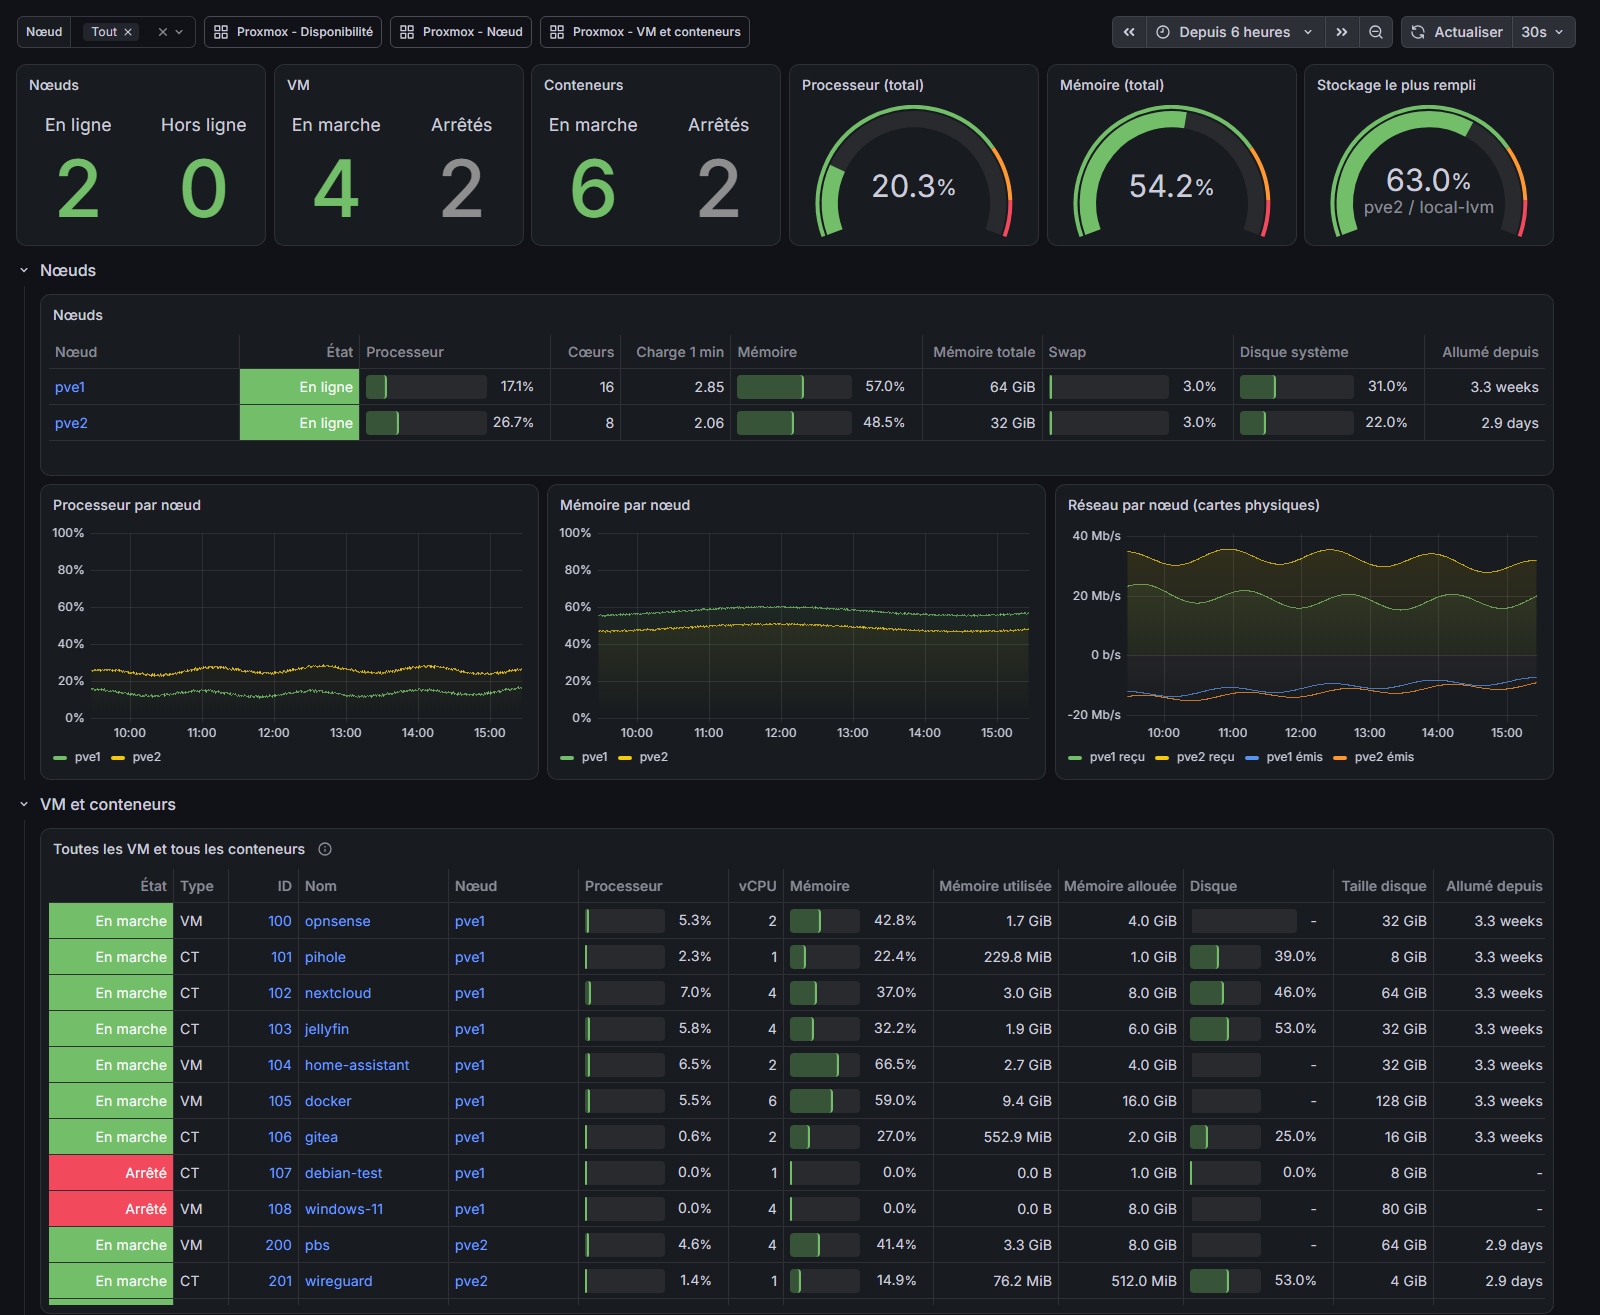 Nœud Tout Proxmox - Disponibilité Proxmox - Nœud Proxmox - VM et conteneurs Depuis 6 heures Actualiser 30s
Nœuds
En ligne Hors ligne
2 0
VM
En marche Arrêtés
4 2
Conteneurs
En marche Arrêtés
6 2
Processeur (total)
20.3%
Mémoire (total)
54.2%
Stockage le plus rempli
63.0%
pve2 / local-lvm
Nœuds
Nœuds
Nœud État Processeur Cœurs Charge 1 min Mémoire Mémoire totale Swap Disque système Allumé depuis
pve1 En ligne 17.1% 16 2.85 57.0% 64 GiB 3.0% 31.0% 3.3 weeks
pve2 En ligne 26.7% 8 2.06 48.5% 32 GiB 3.0% 22.0% 2.9 days
Processeur par nœud
100%
80%
60%
40%
20%
0%
10:00 11:00 12:00 13:00 14:00 15:00
pve1 pve2
Mémoire par nœud
100%
80%
60%
40%
20%
0%
10:00 11:00 12:00 13:00 14:00 15:00
pve1 pve2
Réseau par nœud (cartes physiques)
40 Mb/s
20 Mb/s
0 b/s
-20 Mb/s
10:00 11:00 12:00 13:00 14:00 15:00
pve1 reçu pve2 reçu pve1 émis pve2 émis
VM et conteneurs
Toutes les VM et tous les conteneurs
État Type ID Nom Nœud Processeur vCPU Mémoire Mémoire utilisée Mémoire allouée Disque Taille disque Allumé depuis
En marche VM 100 opnsense pve1 5.3% 2 42.8% 1.7 GiB 4.0 GiB - 32 GiB 3.3 weeks
En marche CT 101 pihole pve1 2.3% 1 22.4% 229.8 MiB 1.0 GiB 39.0% 8 GiB 3.3 weeks
En marche CT 102 nextcloud pve1 7.0% 4 37.0% 3.0 GiB 8.0 GiB 46.0% 64 GiB 3.3 weeks
En marche CT 103 jellyfin pve1 5.8% 4 32.2% 1.9 GiB 6.0 GiB 53.0% 32 GiB 3.3 weeks
En marche VM 104 home-assistant pve1 6.5% 2 66.5% 2.7 GiB 4.0 GiB - 32 GiB 3.3 weeks
En marche VM 105 docker pve1 5.5% 6 59.0% 9.4 GiB 16.0 GiB - 128 GiB 3.3 weeks
En marche CT 106 gitea pve1 0.6% 2 27.0% 552.9 MiB 2.0 GiB 25.0% 16 GiB 3.3 weeks
Arrêté CT 107 debian-test pve1 0.0% 1 0.0% 0.0 B 1.0 GiB 0.0% 8 GiB -
Arrêté VM 108 windows-11 pve1 0.0% 4 0.0% 0.0 B 8.0 GiB - 80 GiB -
En marche VM 200 pbs pve2 4.6% 4 41.4% 3.3 GiB 8.0 GiB - 64 GiB 2.9 days
En marche CT 201 wireguard pve2 1.4% 1 14.9% 76.2 MiB 512.0 MiB 53.0% 4 GiB 2.9 days